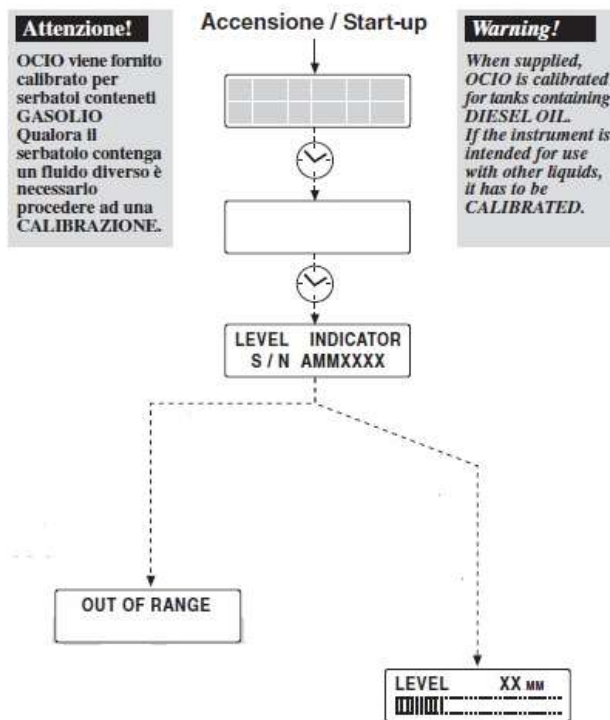 Attenzione!
OCIO viene fornito
calibrato per
serbatoi conteneti
GASOLIO
Qualora il
serbatoio contenga
un fluido diverso è
necessario
procedere ad una
CALIBRAZIONE.
Accensione / Start-up
Warning!
When supplied,
OCIO is calibrated
for tanks containing
DIESEL OIL.
If the instrument is
intended for use
with other liquids,
it has to be
CALIBRATED.
LEVEL INDICATOR
S / N AMMXXXX
OUT OF RANGE
LEVEL XX MM